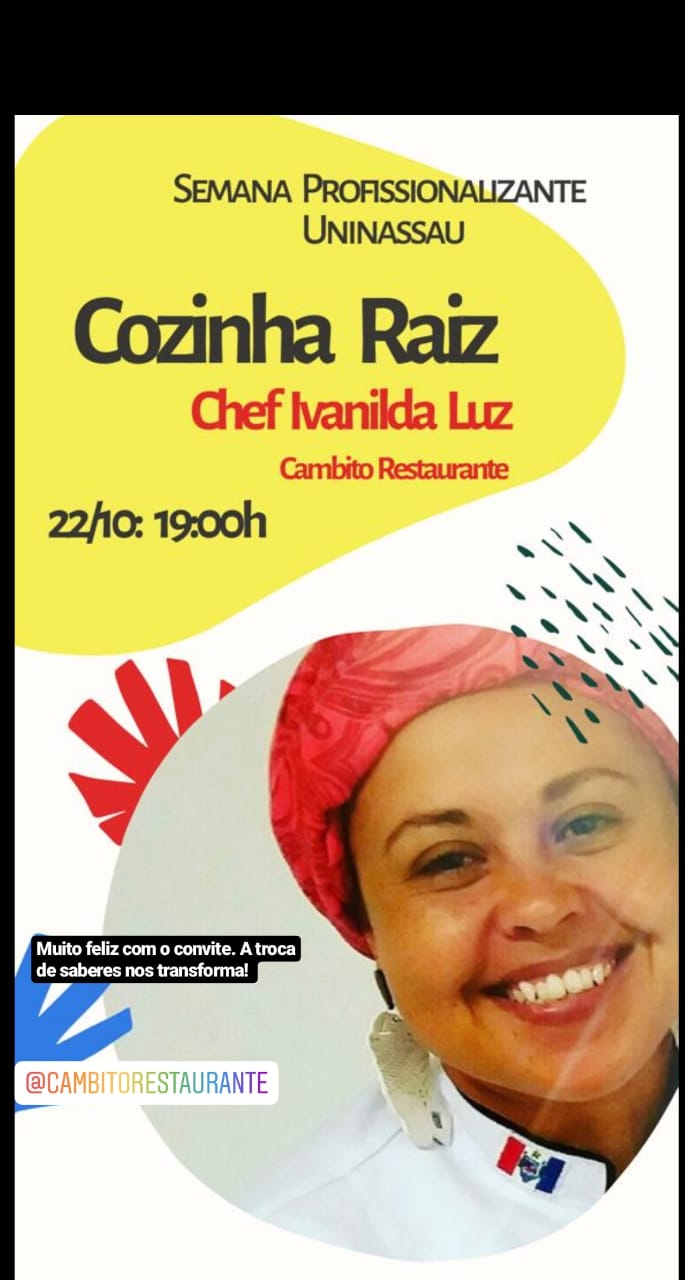 Semana Profissionalizante
Uninassau
Cozinha Raiz
Chef Ivanilda Luz
Cambito Restaurante
22/10: 19:00h
Muito feliz com o convite. A troca
de saberes nos transforma!
@CAMBITORESTAURANTE